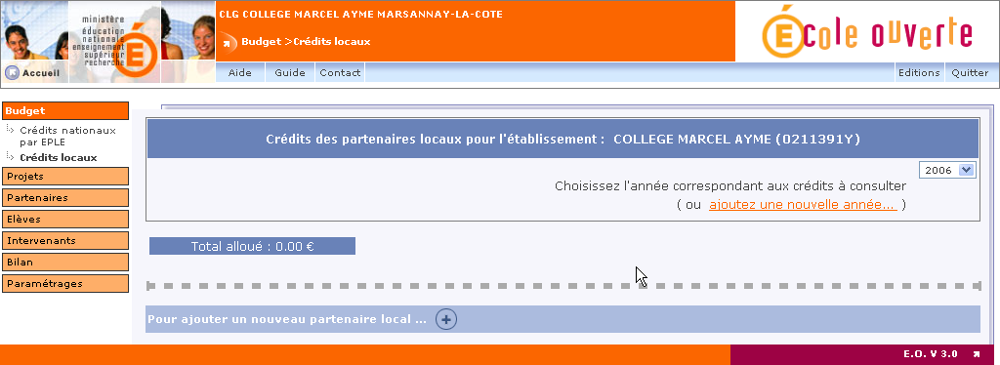 ministère
éducation
nationale
enseignement
supérieur
recherche
CLG COLLEGE MARCEL AYME MARSANNAY-LA-COTE
Budget >Crédits locaux
École ouverte
Accueil
Aide
Guide
Contact
Editions
Quitter
Budget
Crédits nationaux
par EPLE
Crédits locaux
Projets
Partenaires
Elèves
Intervenants
Bilan
Paramétrages
Crédits des partenaires locaux pour l'établissement : COLLEGE MARCEL AYME (0211391Y)
2006
Choisissez l'année correspondant aux crédits à consulter
( ou ajoutez une nouvelle année... )
Total alloué : 0.00 €
Pour ajouter un nouveau partenaire local ...
E.O. V 3.0